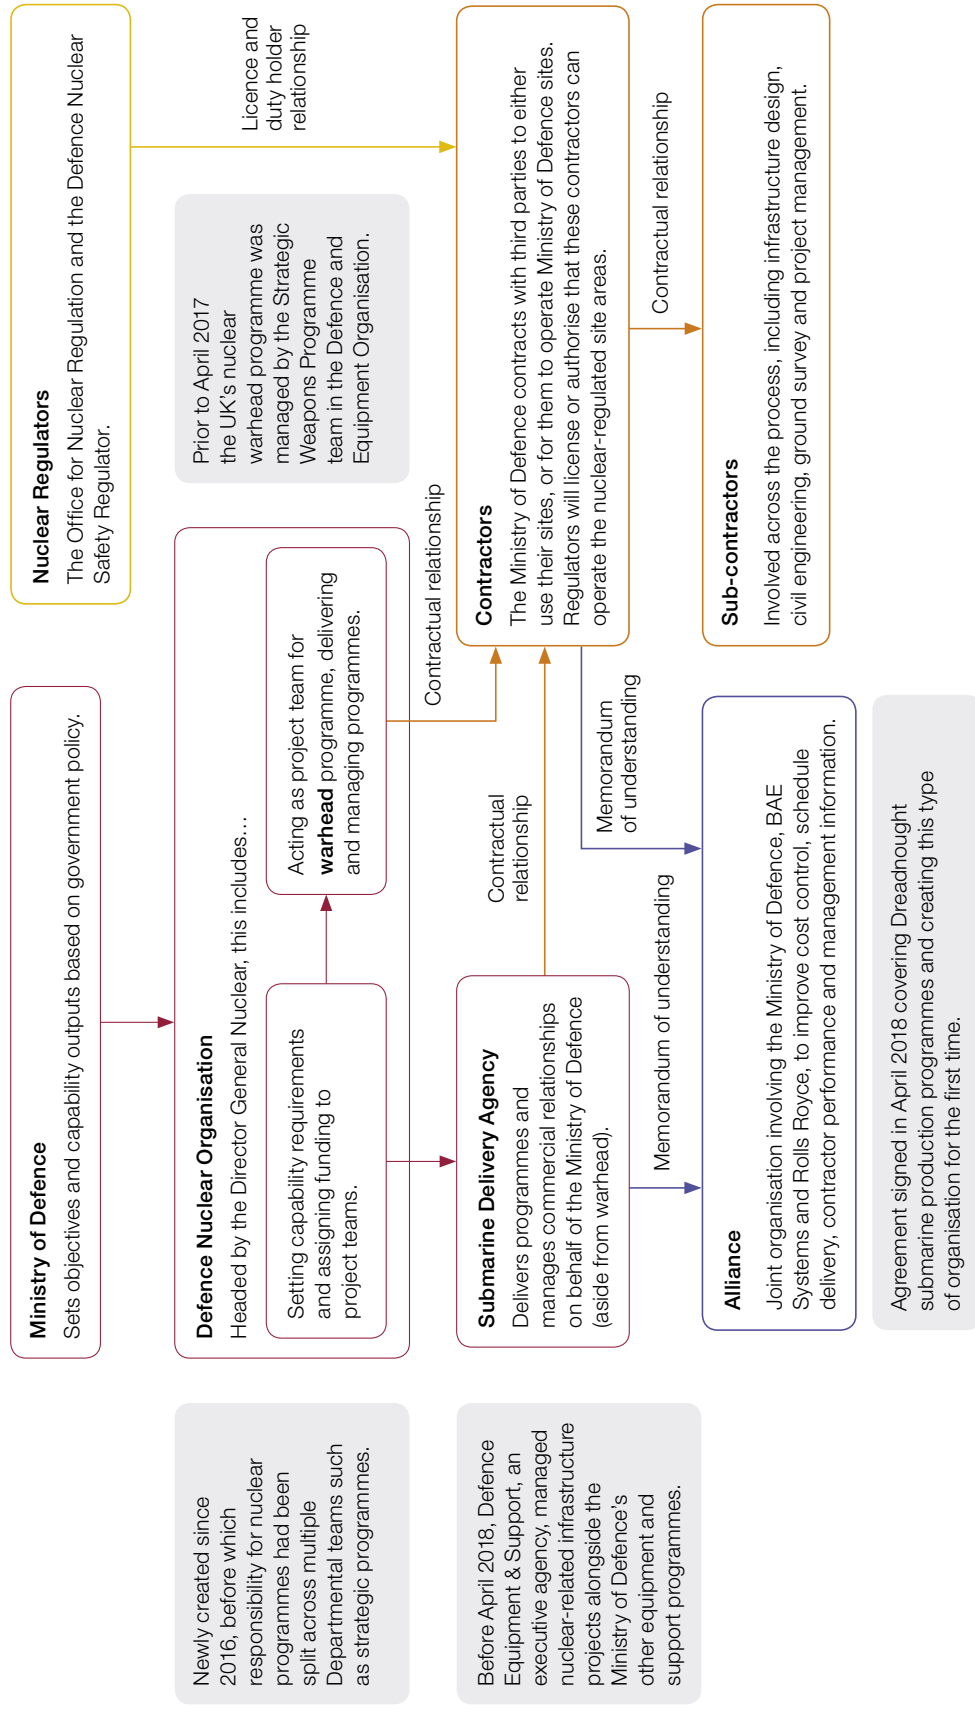 Ministry of Defence
Sets objectives and capability outputs based on government policy.
Nuclear Regulators
The Office for Nuclear Regulation and the Defence Nuclear
Safety Regulator.
Newly created since
2016, before which
responsibility for nuclear
programmes had been
split across multiple
Departmental teams such
as strategic programmes.
Defence Nuclear Organisation
Headed by the Director General Nuclear, this includes…
Setting capability requirements
and assigning funding to
project teams.
Acting as project team for
warhead programme, delivering
and managing programmes.
Prior to April 2017
the UK's nuclear
warhead programme was
managed by the Strategic
Weapons Programme
team in the Defence and
Equipment Organisation.
Licence and
duty holder
relationship
Contractual relationship
Before April 2018, Defence
Equipment & Support, an
executive agency, managed
nuclear-related infrastructure
projects alongside the
Ministry of Defence's
other equipment and
support programmes.
Submarine Delivery Agency
Delivers programmes and
manages commercial relationships
on behalf of the Ministry of Defence
(aside from warhead).
Contractual
relationship
Contractors
The Ministry of Defence contracts with third parties to either
use their sites, or for them to operate Ministry of Defence sites.
Regulators will license or authorise that these contractors can
operate the nuclear-regulated site areas.
Memorandum of understanding
Memorandum
of understanding
Contractual relationship
Alliance
Joint organisation involving the Ministry of Defence, BAE
Systems and Rolls Royce, to improve cost control, schedule
delivery, contractor performance and management information.
Sub-contractors
Involved across the process, including infrastructure design,
civil engineering, ground survey and project management.
Agreement signed in April 2018 covering Dreadnought
submarine production programmes and creating this type
of organisation for the first time.